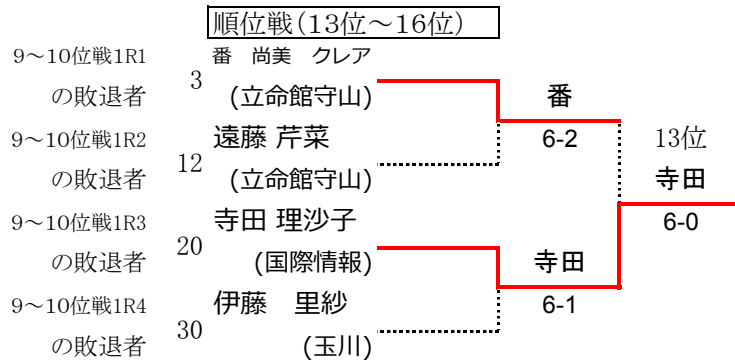 順位戦(13位～16位)
9～10位戦1R1 番 尚美 クレア
の敗退者 3 (立命館守山) 番
9～10位戦1R2 遠藤 芹菜 6-2 13位
の敗退者 12 (立命館守山) 寺田
9～10位戦1R3 寺田 理沙子 6-0
の敗退者 20 (国際情報) 寺田
9～10位戦1R4 伊藤 里紗 6-1
の敗退者 30 (玉川)